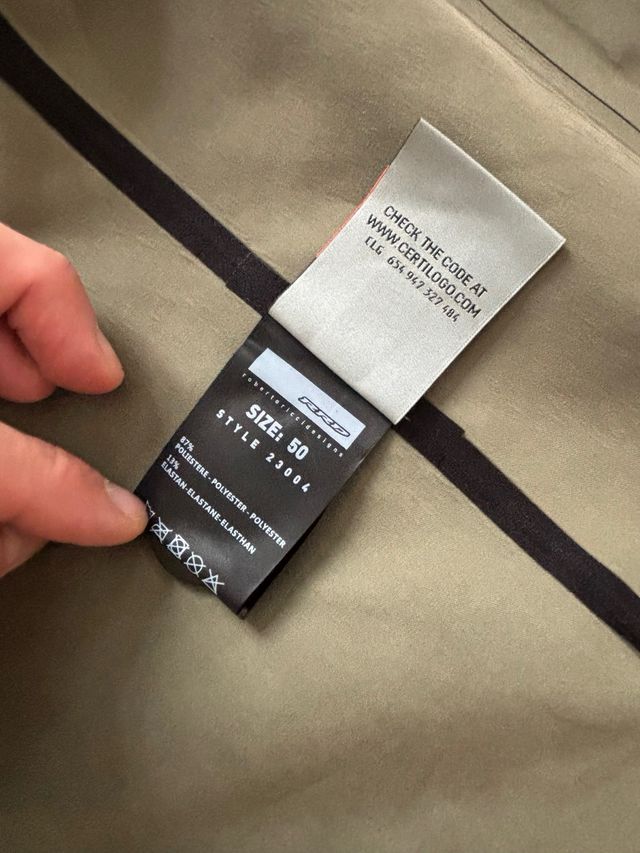 CHECK THE CODE AT
WWW.CERTILOGO.COM
CLG 654 947 327 484
RRD
robertoriccidesigns
SIZE: 50
STYLE 23004
87%
POLIESTERE - POLYESTER - POLYESTER
13%
ELASTAN-ELASTANE-ELASTHAN